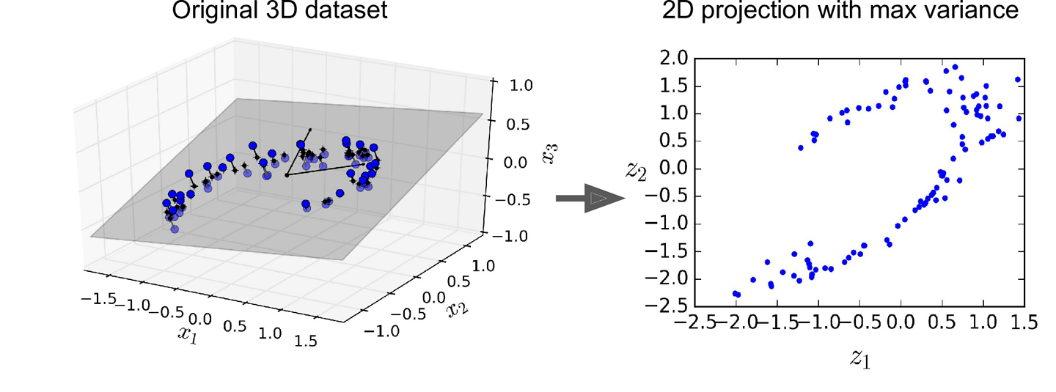 Original 3D dataset
2D projection with max variance
1.0
0.5
0.0
−0.5
−1.0
x3
−1.5 −1.0 −0.5 0.0 0.5 1.0 1.5
x1
−1.0 −0.5 0.0 0.5 1.0
x2
2.0
1.5
1.0
0.5
0.0
−0.5
−1.0
−1.5
−2.0
−2.5
z2
−2.5 −2.0 −1.5 −1.0 −0.5 0.0 0.5 1.0 1.5
z1